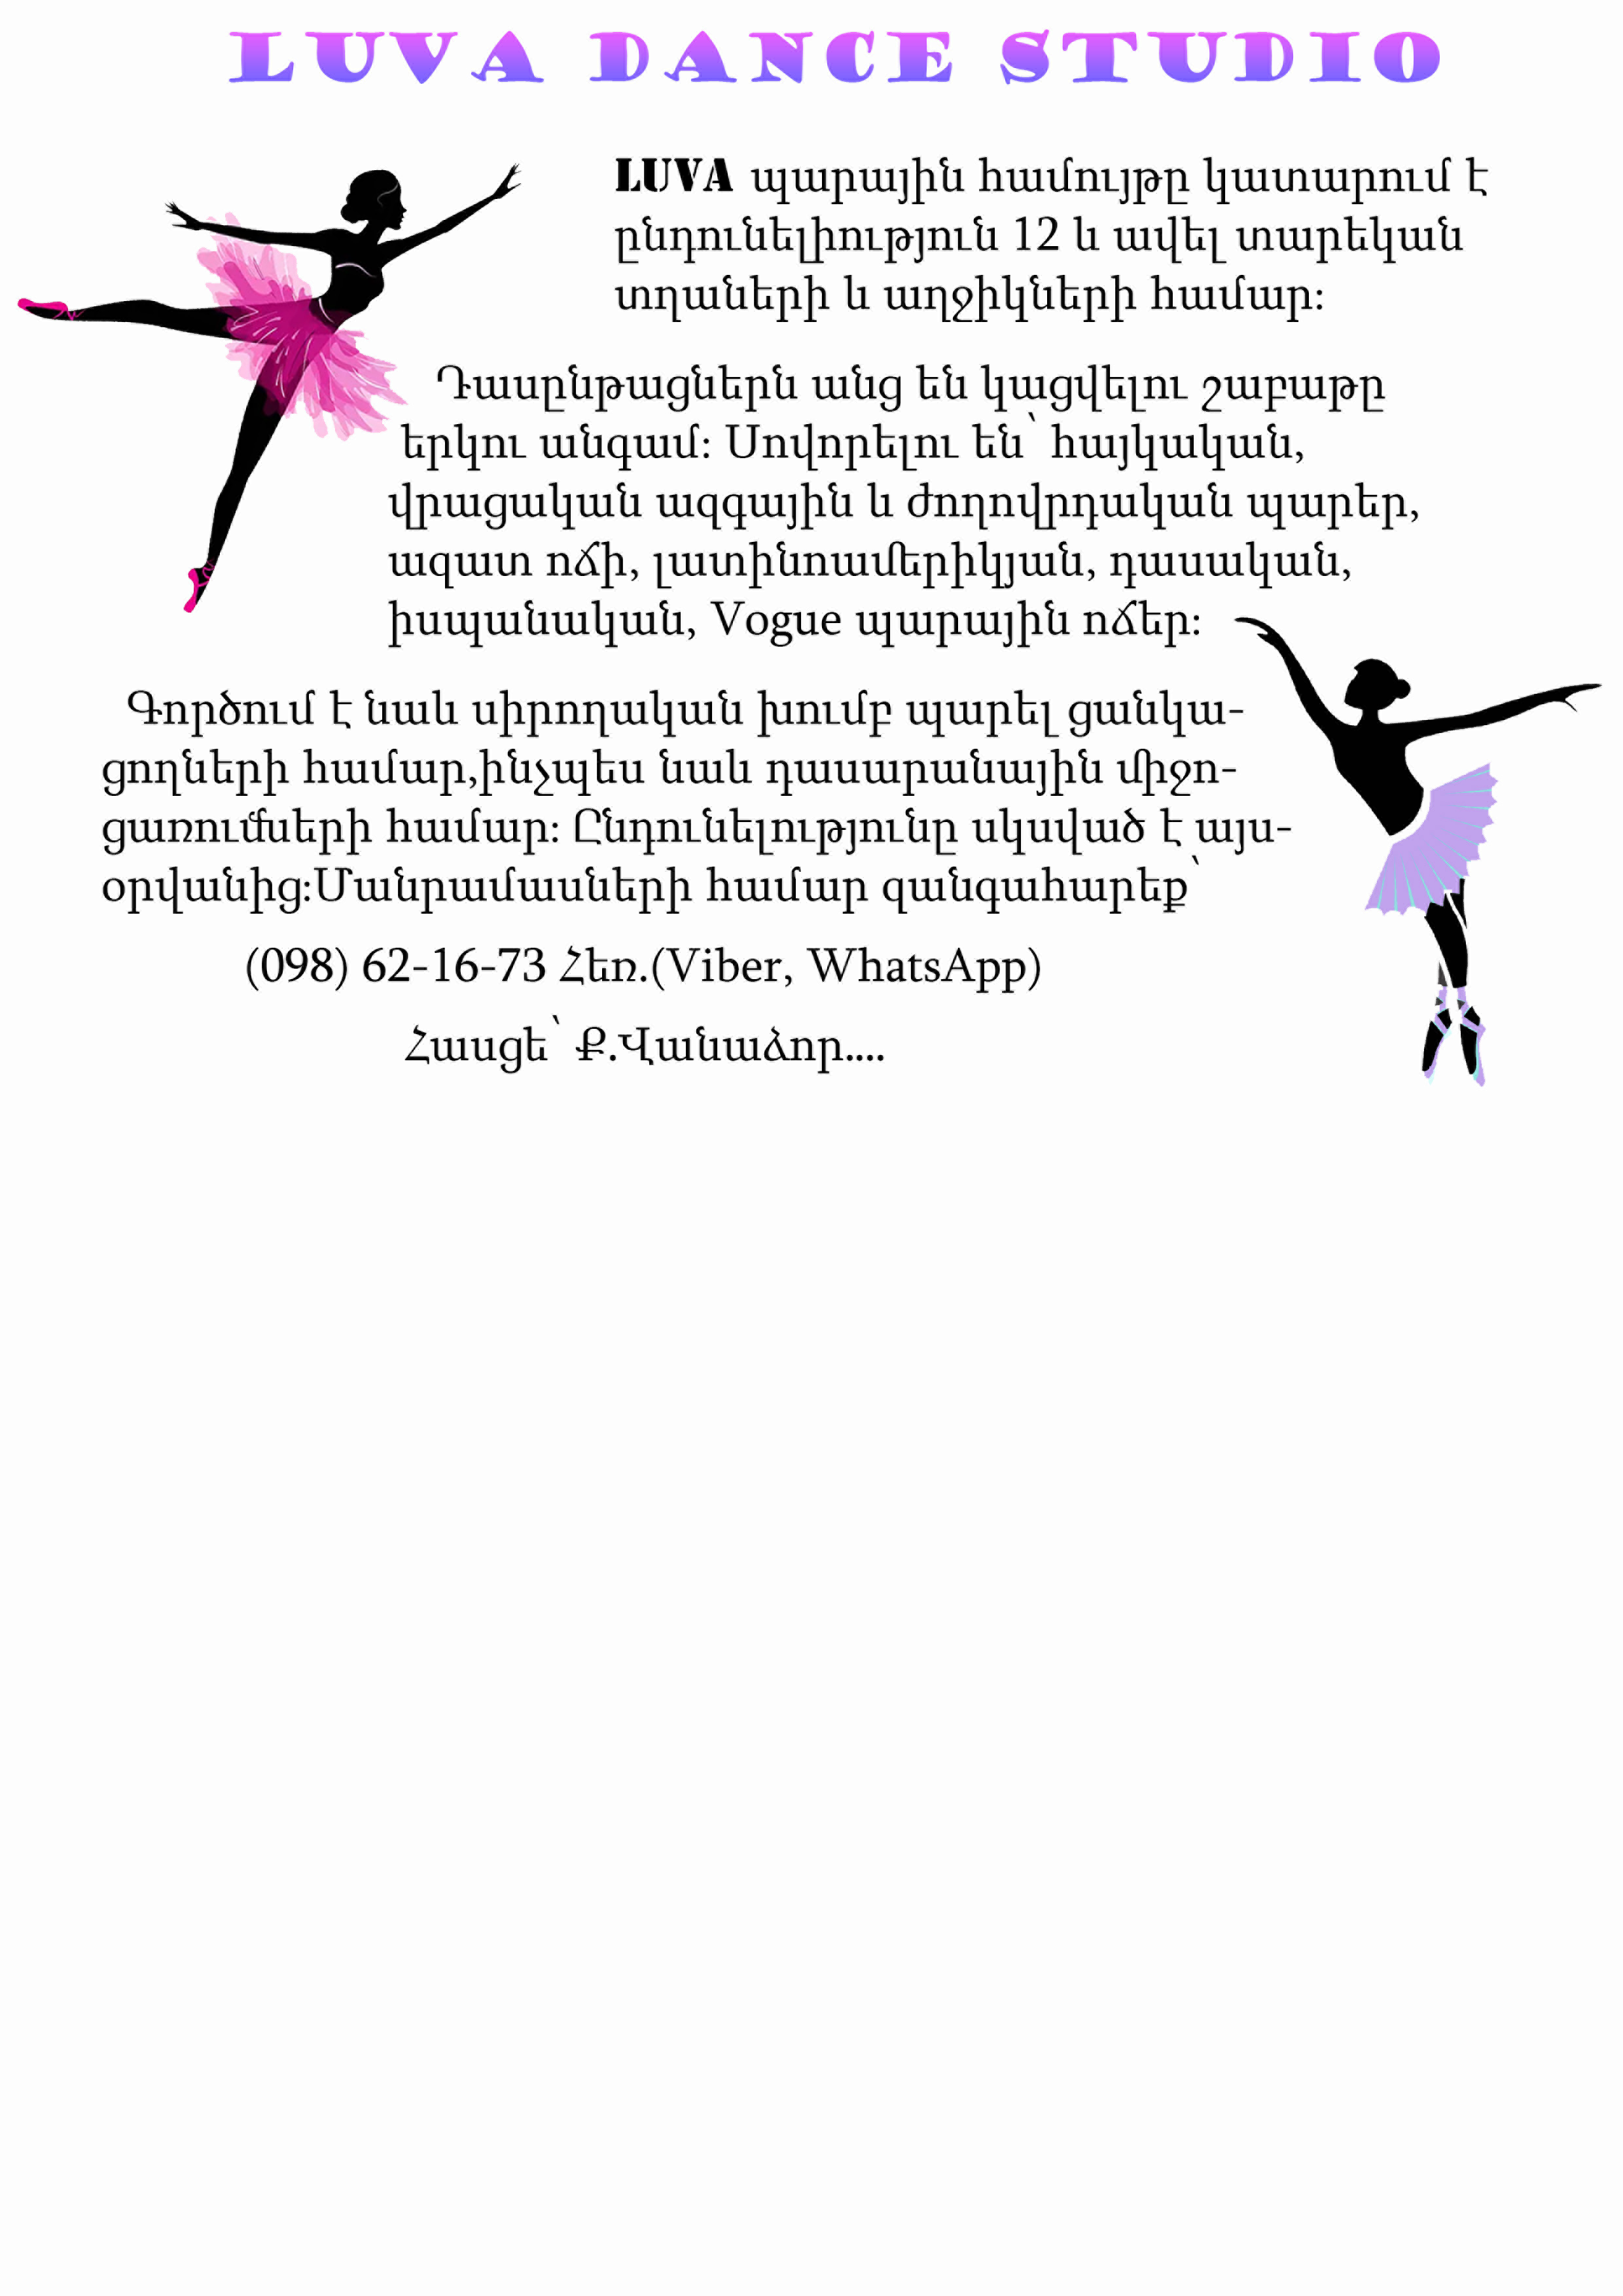 LUVA DANCE STUDIO
LUVA պարային համույթը կատարում է
ընդունելիություն 12 և ավել տարեկան
տղաների և աղջիկների համար։
Դասընթացներն անց են կացվելու շաբաթը
երկու անգամ։ Սովորելու են՝ հայկական,
վրացական ազգային և ժողովրդական պարեր,
ազատ ոճի, լատինոամերիկյան, դասական,
իսպանական, Vogue պարային ոճեր։
Գործում է նաև սիրողական խումբ պարել ցանկա-
ցողների համար,ինչպես նաև դասարանային միջո-
ցառումսերի համար։ Ընդունելությունը սկսված է այս-
օրվանից։Մանրամասների համար զանգահարեք՝
(098) 62-16-73 Հեռ.(Viber, WhatsApp)
Հասցե՝ Ք.Վանաձոր....